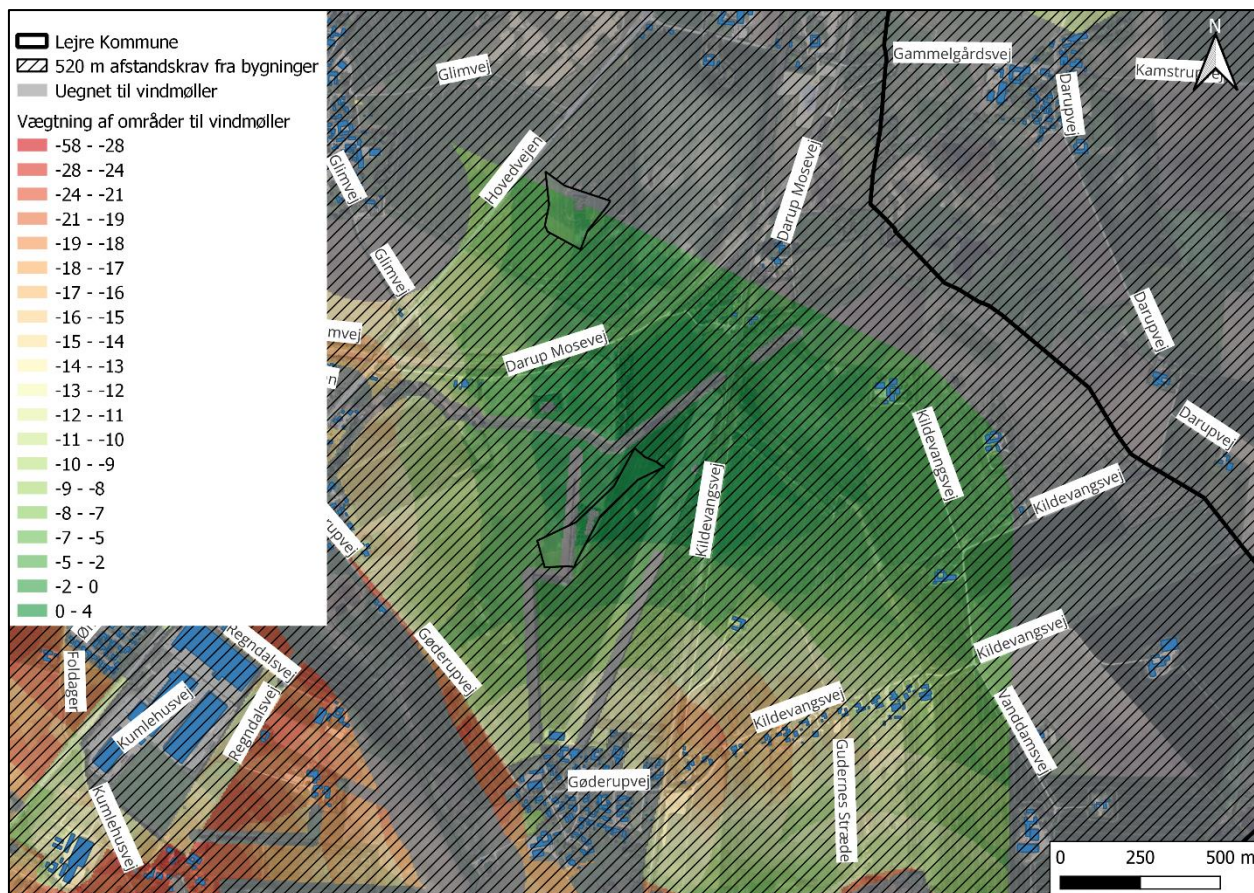 Lejre Kommune
520 m afstandskrav fra bygninger
Uegnet til vindmøller
Vægtning af områder til vindmøller
-58 - -28
-28 - -24
-24 - -21
-21 - -19
-19 - -18
-18 - -17
-17 - -16
-16 - -15
-15 - -14
-14 - -13
-13 - -12
-12 - -11
-11 - -10
-10 - -9
-9 - -8
-8 - -7
-7 - -5
-5 - -2
-2 - 0
0 - 4
N
Glimvej
Gammelgårdsvej
Kamstrupvej
Darupvej
Hovedvejen
Glimvej
Darup Mosevej
Glimvej
mvej
Darup Mosevej
Darupvej
Darupvej
Kildevangsvej
Kildevangsvej
Kildevangsvej
rupvej
Kildevangsvej
Gøderupvej
Regndalsvej
Foldager
Kumlehusvej
Regndalsvej
Kildevangsvej
Vanddamsvej
Gudernes Stræde
Gøderupvej
Kumlehusvej
0 250 500 m